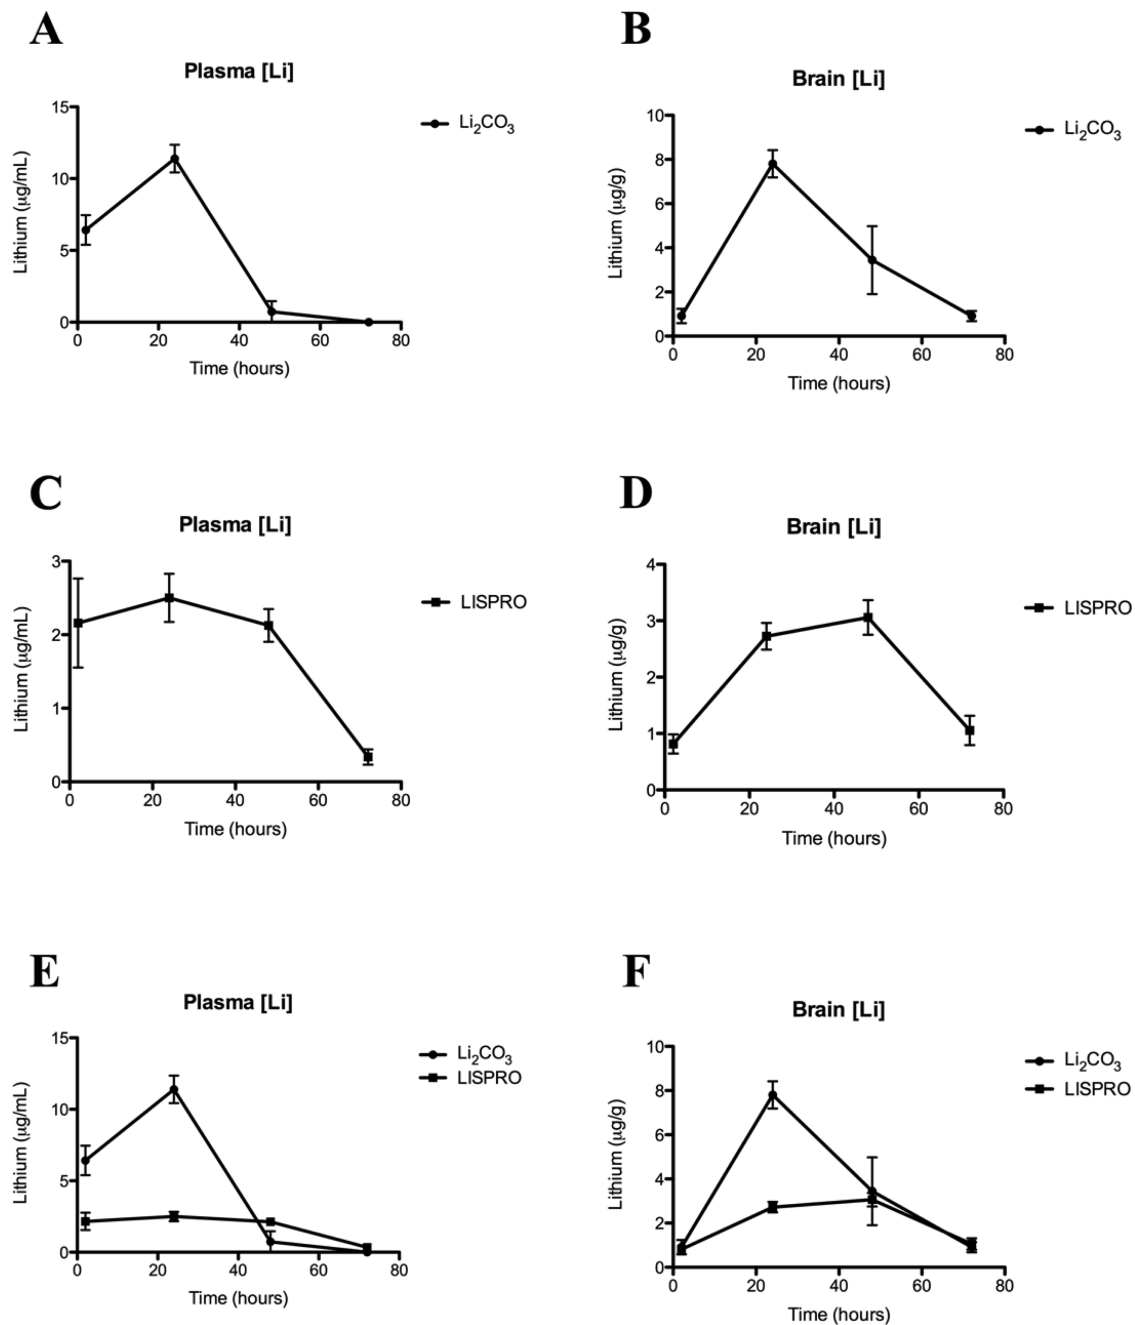 A
Plasma [Li]
Li₂CO₃
Lithium (µg/mL)
15
10
5
0
0 20 40 60 80
Time (hours)
B
Brain [Li]
Li₂CO₃
Lithium (µg/g)
10
8
6
4
2
0
0 20 40 60 80
Time (hours)
C
Plasma [Li]
LISPRO
Lithium (µg/mL)
3
2
1
0
0 20 40 60 80
Time (hours)
D
Brain [Li]
LISPRO
Lithium (µg/g)
4
3
2
1
0
0 20 40 60 80
Time (hours)
E
Plasma [Li]
Li₂CO₃
LISPRO
Lithium (µg/mL)
15
10
5
0
0 20 40 60 80
Time (hours)
F
Brain [Li]
Li₂CO₃
LISPRO
Lithium (µg/g)
10
8
6
4
2
0
0 20 40 60 80
Time (hours)